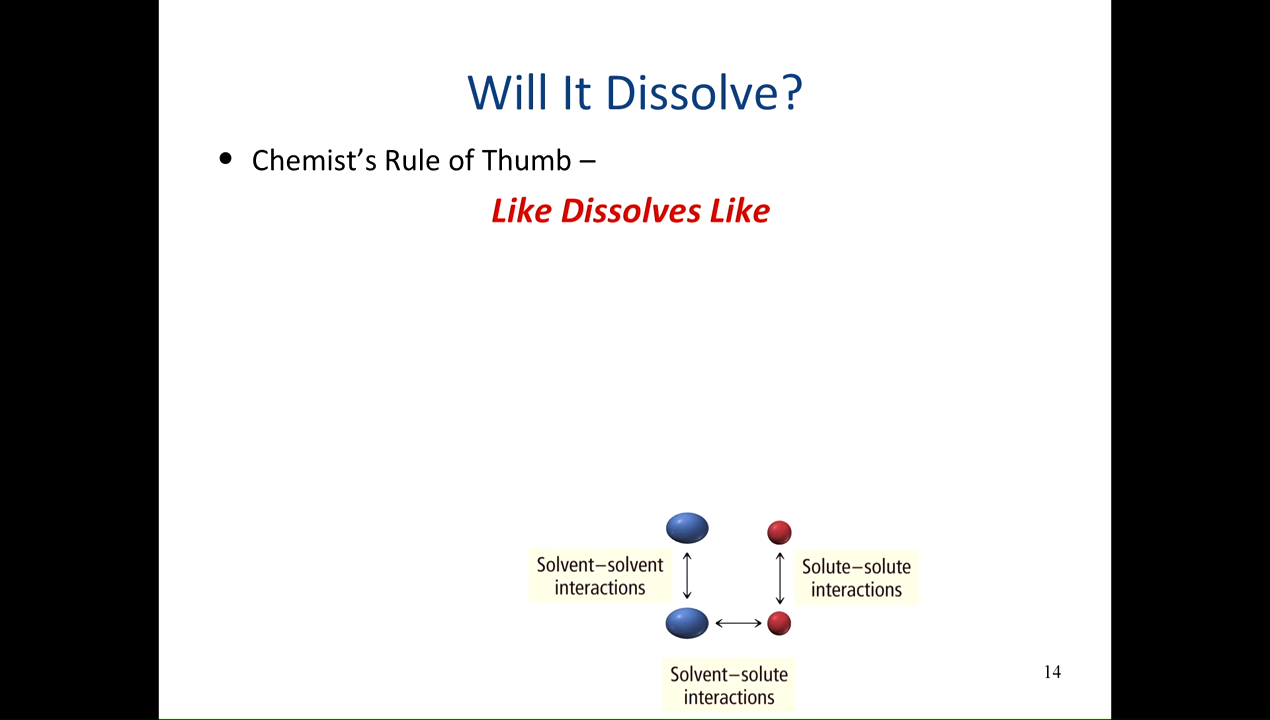 Will It Dissolve?
• Chemist’s Rule of Thumb –
Like Dissolves Like
Solvent–solvent
interactions
Solute–solute
interactions
Solvent–solute
interactions
14